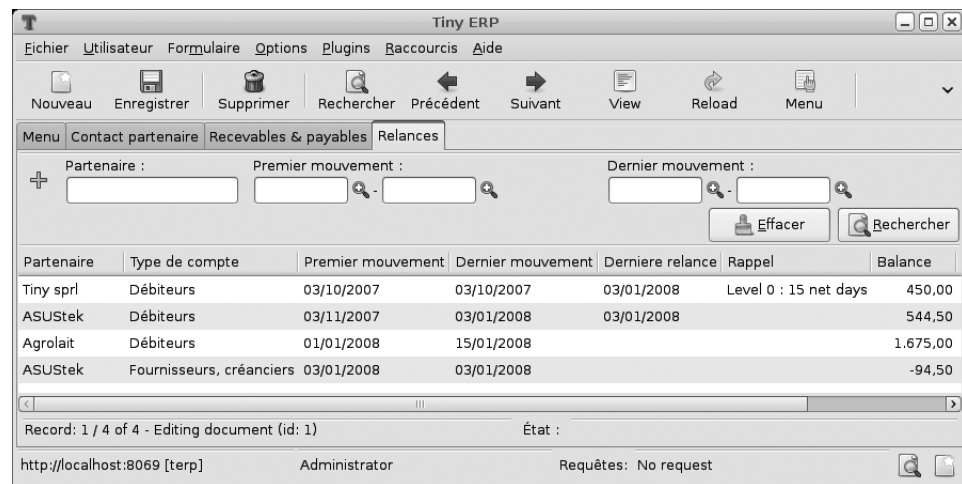 Tiny ERP
Fichier Utilisateur Formulaire Options Plugins Raccourcis Aide
Nouveau Enregistrer Supprimer Rechercher Précédent Suivant View Reload Menu
Menu Contact partenaire Recevables & payables Relances
Partenaire : Premier mouvement : Dernier mouvement :
- -
Effacer Rechercher
Partenaire Type de compte Premier mouvement Dernier mouvement Derniere relance Rappel Balance
Tiny sprl Débiteurs 03/10/2007 03/10/2007 03/01/2008 Level 0 : 15 net days 450,00
ASUStek Débiteurs 03/11/2007 03/01/2008 03/01/2008 544,50
Agrolait Débiteurs 01/01/2008 15/01/2008 1.675,00
ASUStek Fournisseurs, créanciers 03/01/2008 03/01/2008 -94,50
Record: 1 / 4 of 4 - Editing document (id: 1) État :
http://localhost:8069 [terp] Administrator Requêtes: No request